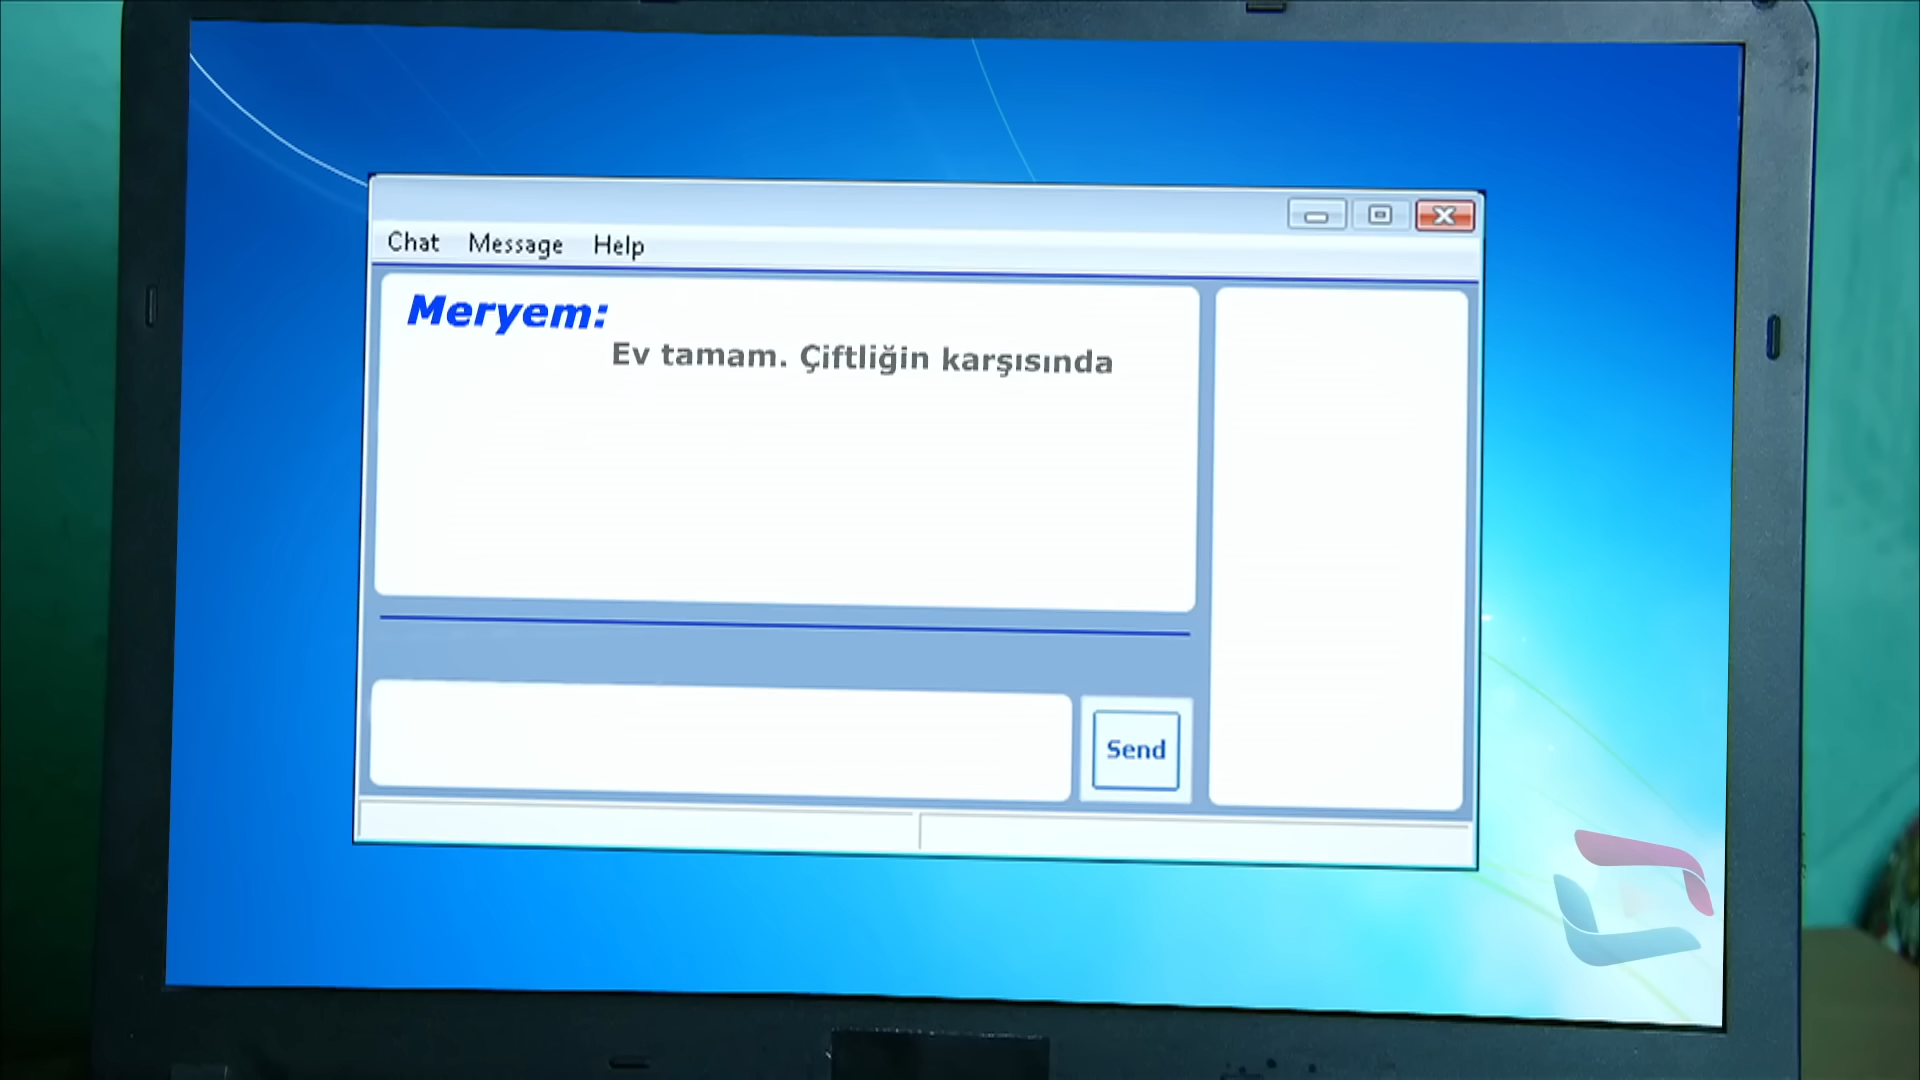 Chat Message Help
Meryem:
Ev tamam. Çiftliğin karşısında
Send